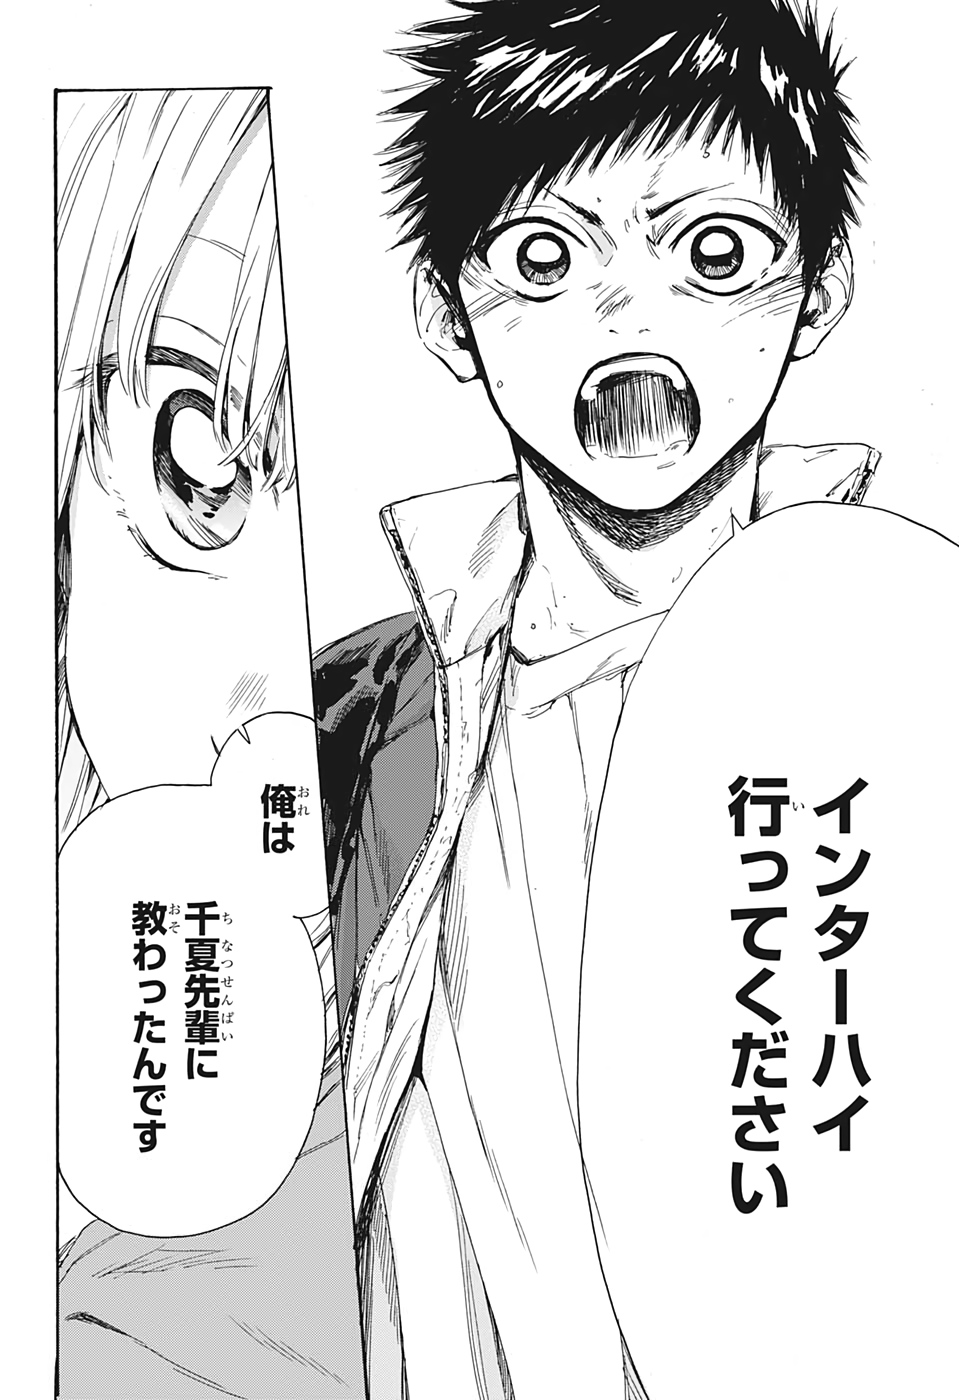 インターハイ
行ってください
俺は
千夏先輩に
教わったんです